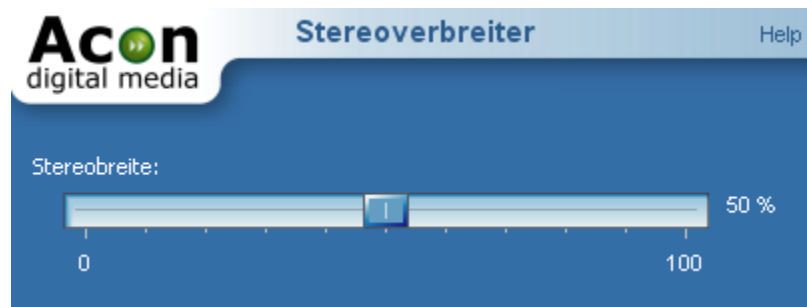 Acon
digital media
Stereoverbreiter
Help
Stereobreite:
50 %
0
100